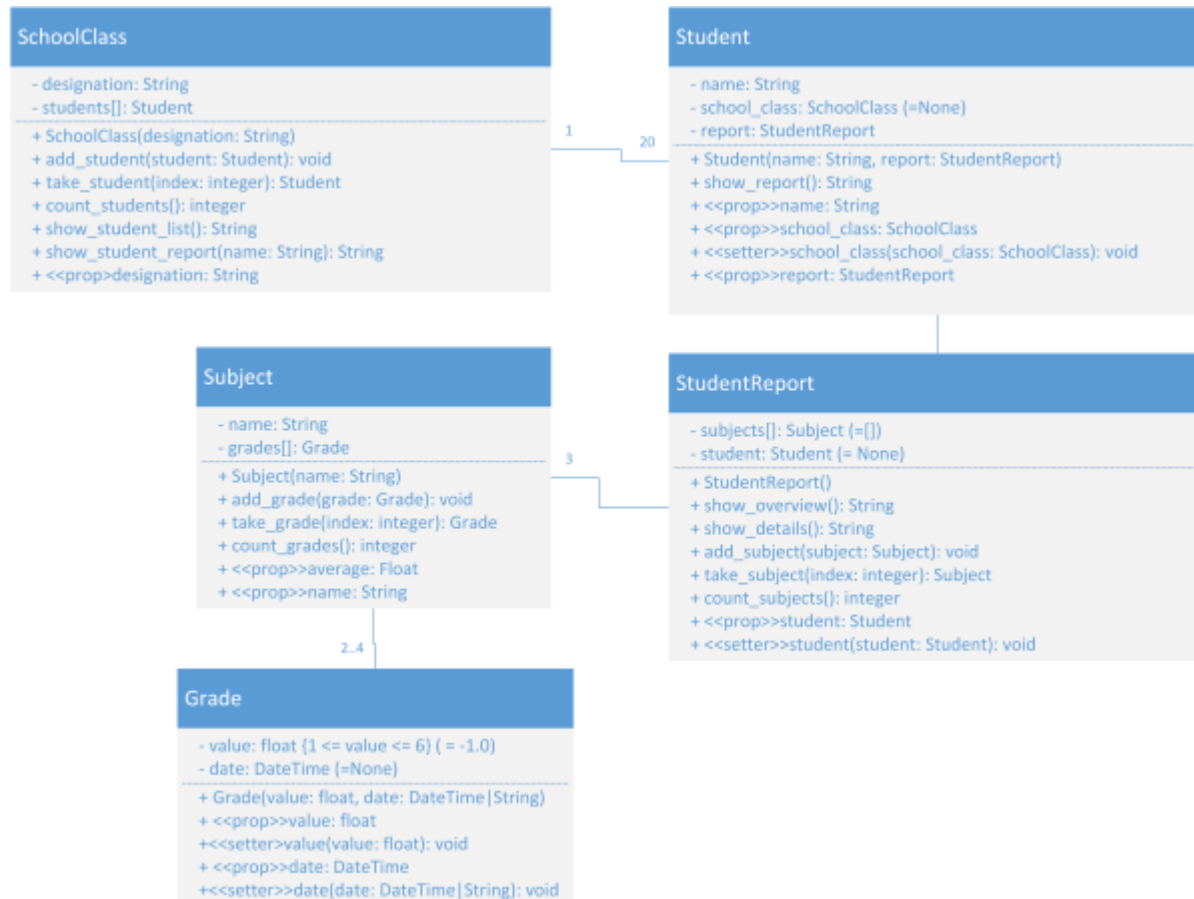 SchoolClass
- designation: String
- students[]: Student
+ SchoolClass(designation: String)
+ add_student(student: Student): void
+ take_student(index: integer): Student
+ count_students(): integer
+ show_student_list(): String
+ show_student_report(name: String): String
+ <<prop>designation: String
1
20
Student
- name: String
- school_class: SchoolClass (=None)
- report: StudentReport
+ Student(name: String, report: StudentReport)
+ show_report(): String
+ <<prop>>name: String
+ <<prop>>school_class: SchoolClass
+ <<setter>>school_class(school_class: SchoolClass): void
+ <<prop>>report: StudentReport
Subject
- name: String
- grades[]: Grade
+ Subject(name: String)
+ add_grade(grade: Grade): void
+ take_grade(index: integer): Grade
+ count_grades(): integer
+ <<prop>>average: Float
+ <<prop>>name: String
3
StudentReport
- subjects[]: Subject (=[])
- student: Student (= None)
+ StudentReport()
+ show_overview(): String
+ show_details(): String
+ add_subject(subject: Subject): void
+ take_subject(index: integer): Subject
+ count_subjects(): integer
+ <<prop>>student: Student
+ <<setter>>student(student: Student): void
2..4
Grade
- value: float {1 <= value <= 6} ( = -1.0)
- date: DateTime (=None)
+ Grade(value: float, date: DateTime|String)
+ <<prop>>value: float
+<<setter>value(value: float): void
+ <<prop>>date: DateTime
+<<setter>>date(date: DateTime|String): void